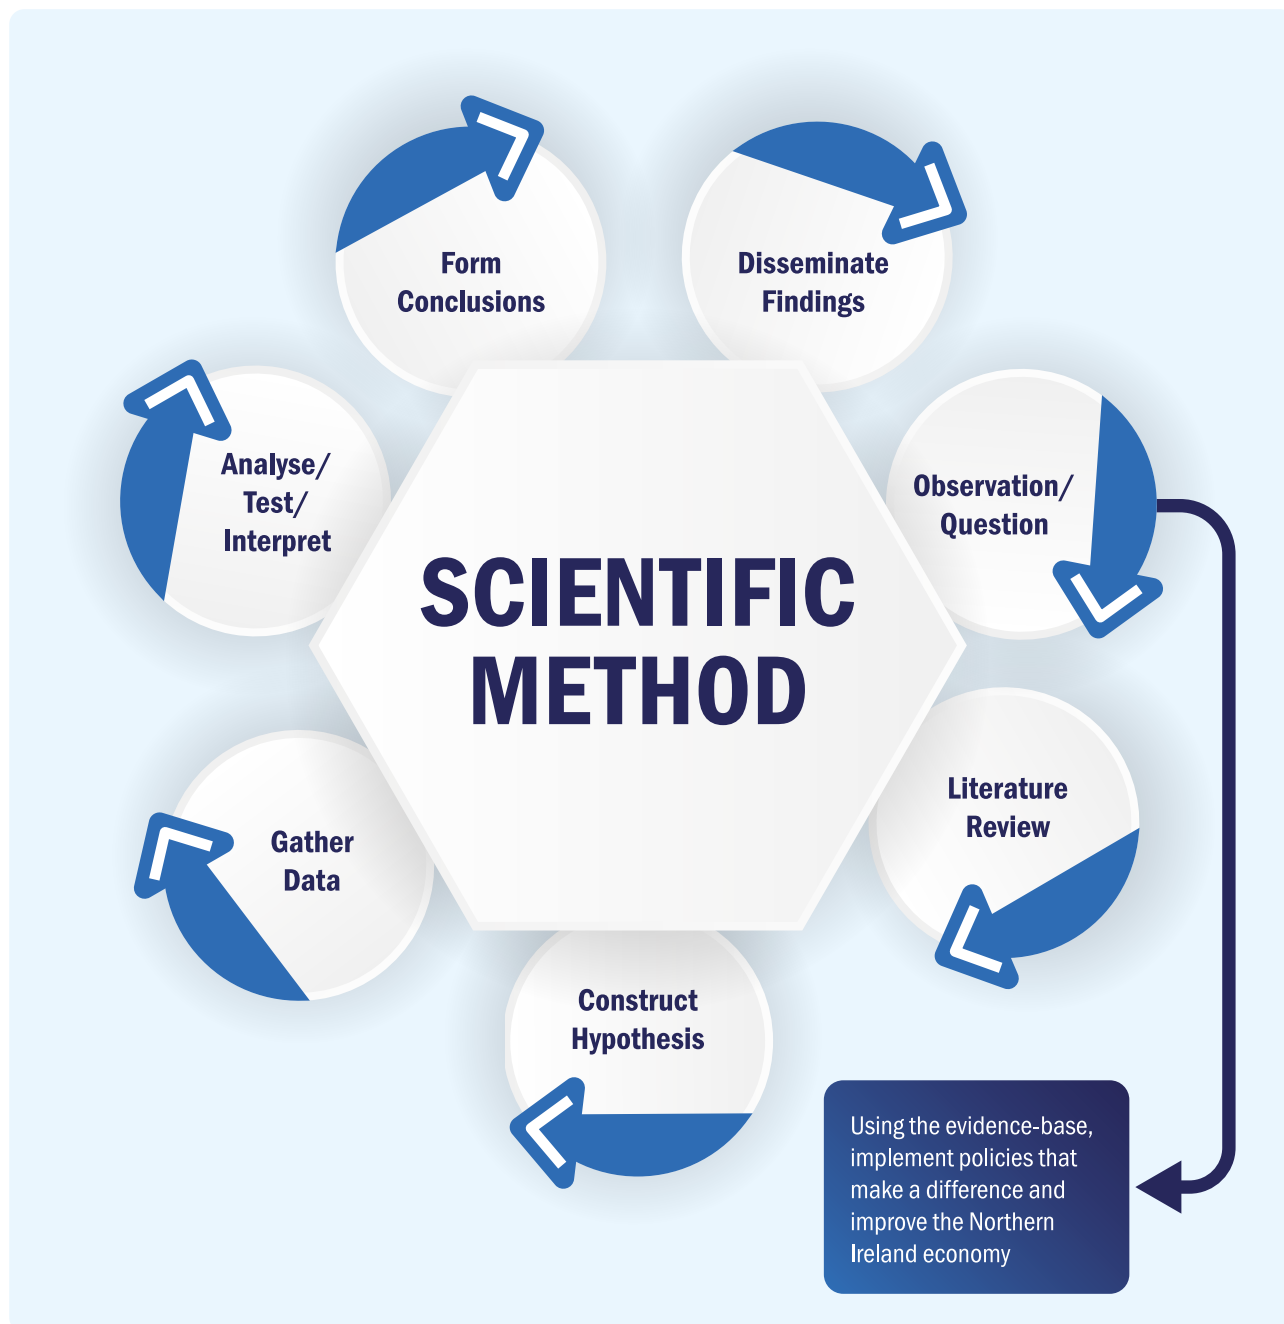 Form
Conclusions
Disseminate
Findings
Analyse/
Test/
Interpret
Observation/
Question
SCIENTIFIC
METHOD
Literature
Review
Gather
Data
Construct
Hypothesis
Using the evidence-base,
implement policies that
make a difference and
improve the Northern
Ireland economy